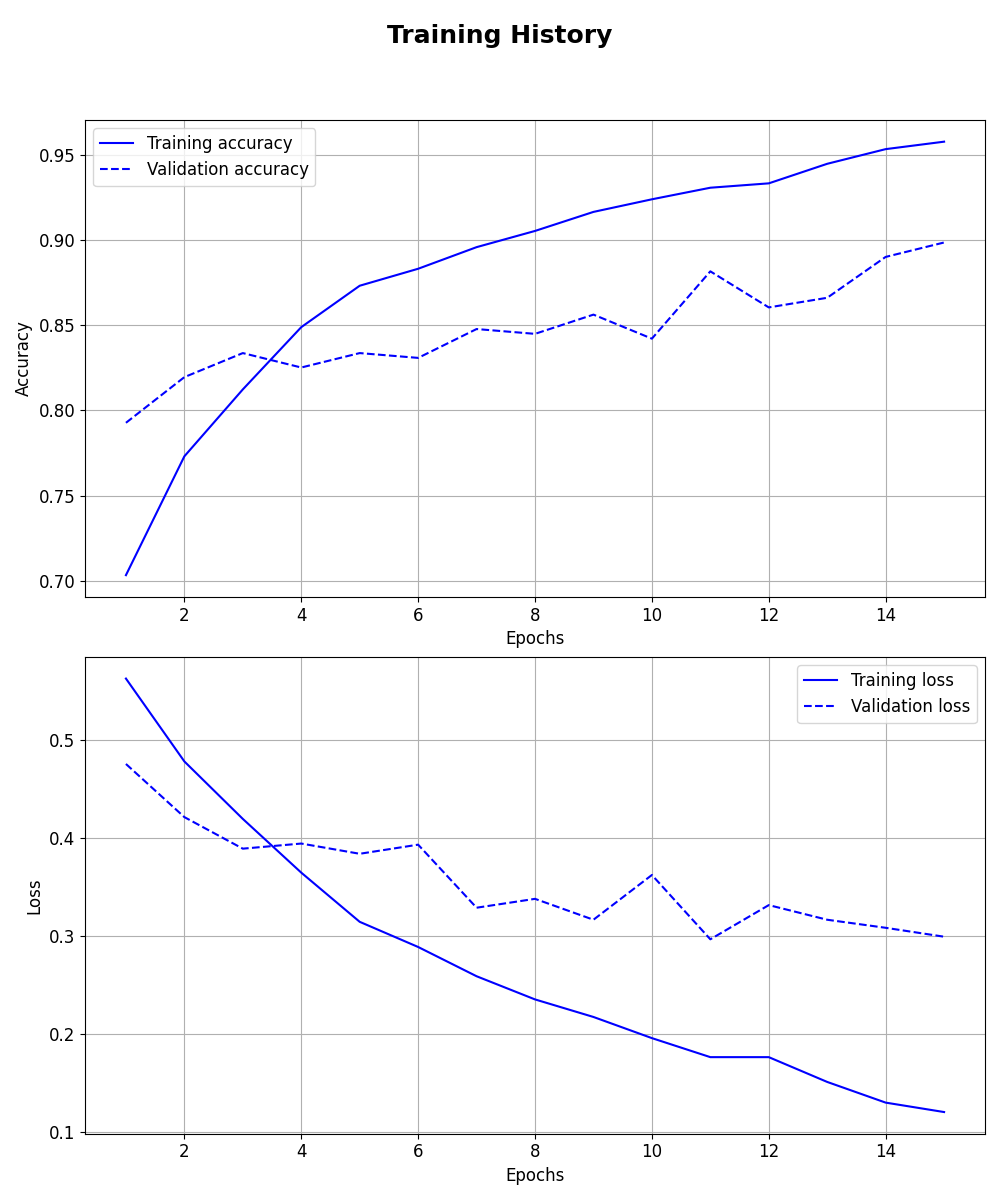 Training History
Training accuracy
Validation accuracy
0.95
0.90
0.85
0.80
0.75
0.70
Accuracy
2 4 6 8 10 12 14
Epochs
Training loss
Validation loss
0.5
0.4
0.3
0.2
0.1
Loss
2 4 6 8 10 12 14
Epochs